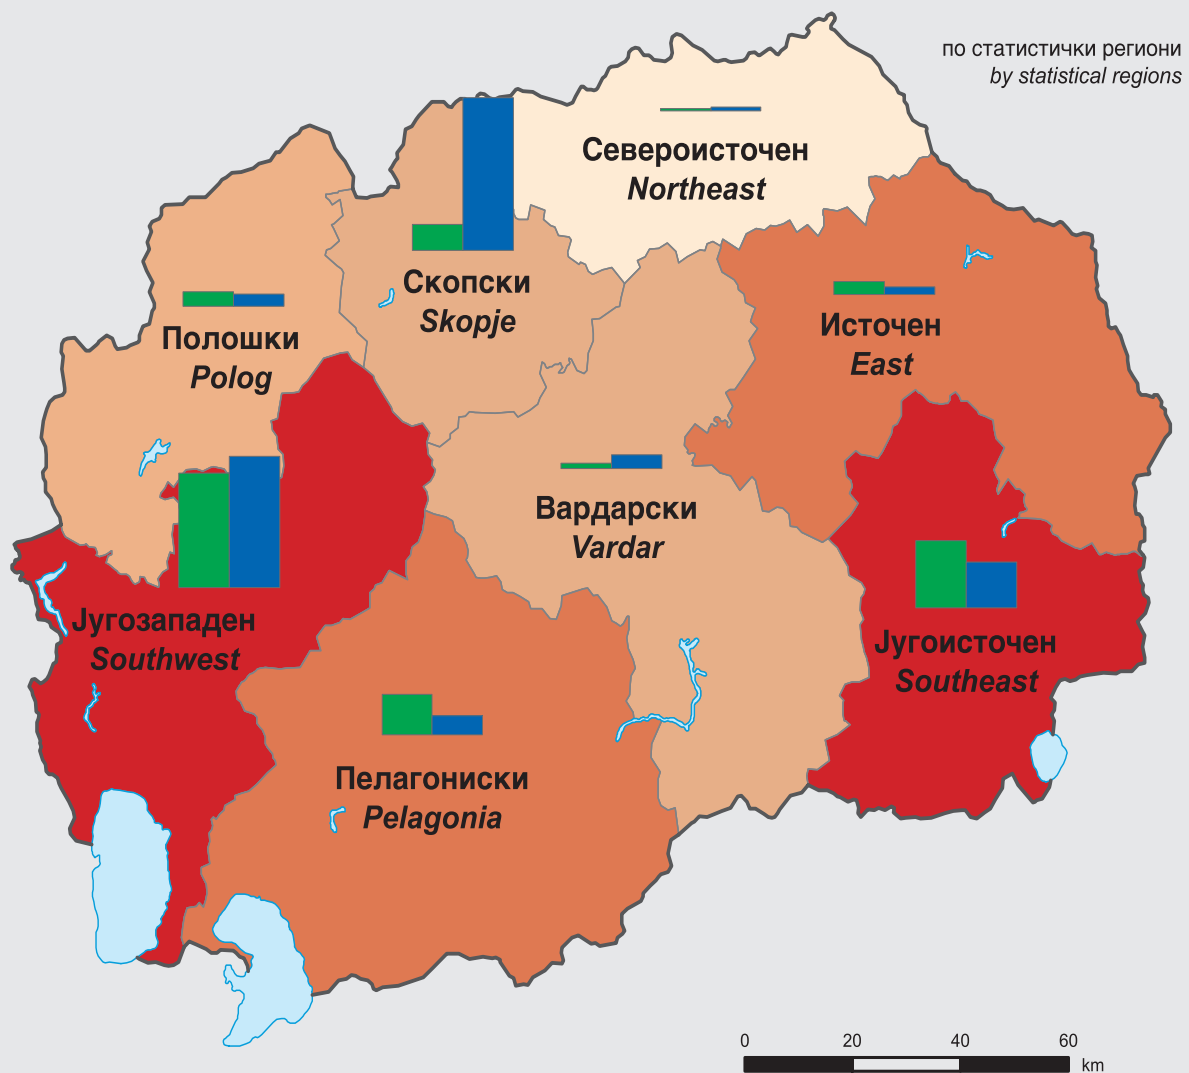 по статистички региони
by statistical regions
Североисточен
Northeast
Скопски
Skopje
Полошки
Polog
Источен
East
Вардарски
Vardar
Југозападен
Southwest
Југоисточен
Southeast
Пелагониски
Pelagonia
0 20 40 60
km